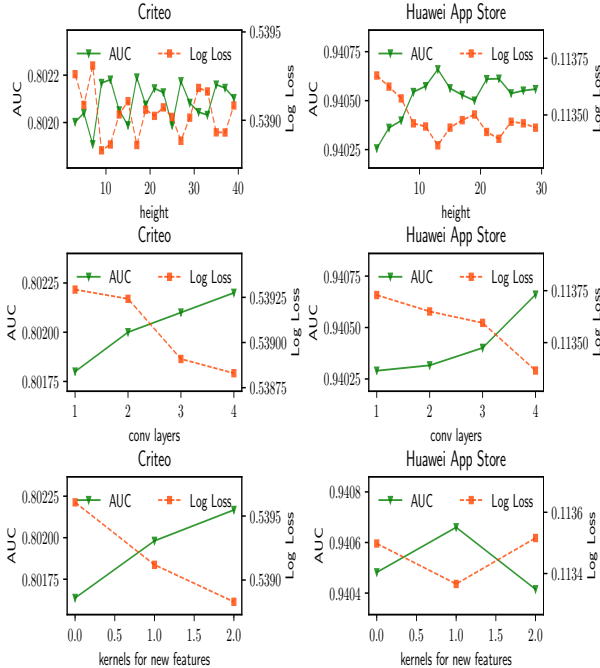 Criteo
AUC
Log Loss
0.8022
0.8020
0.5395
0.5390
10 20 30 40
height
AUC
Log Loss
Huawei App Store
AUC
Log Loss
0.94075
0.94050
0.94025
0.11375
0.11350
10 20 30
height
AUC
Log Loss
Criteo
AUC
Log Loss
0.80225
0.80200
0.80175
0.53925
0.53900
0.53875
1 2 3 4
conv layers
AUC
Log Loss
Huawei App Store
AUC
Log Loss
0.94075
0.94050
0.94025
0.11375
0.11350
1 2 3 4
conv layers
AUC
Log Loss
Criteo
AUC
Log Loss
0.80225
0.80200
0.80175
0.5395
0.5390
0.0 0.5 1.0 1.5 2.0
kernels for new features
AUC
Log Loss
Huawei App Store
AUC
Log Loss
0.9408
0.9406
0.9404
0.1136
0.1134
0.0 0.5 1.0 1.5 2.0
kernels for new features
AUC
Log Loss